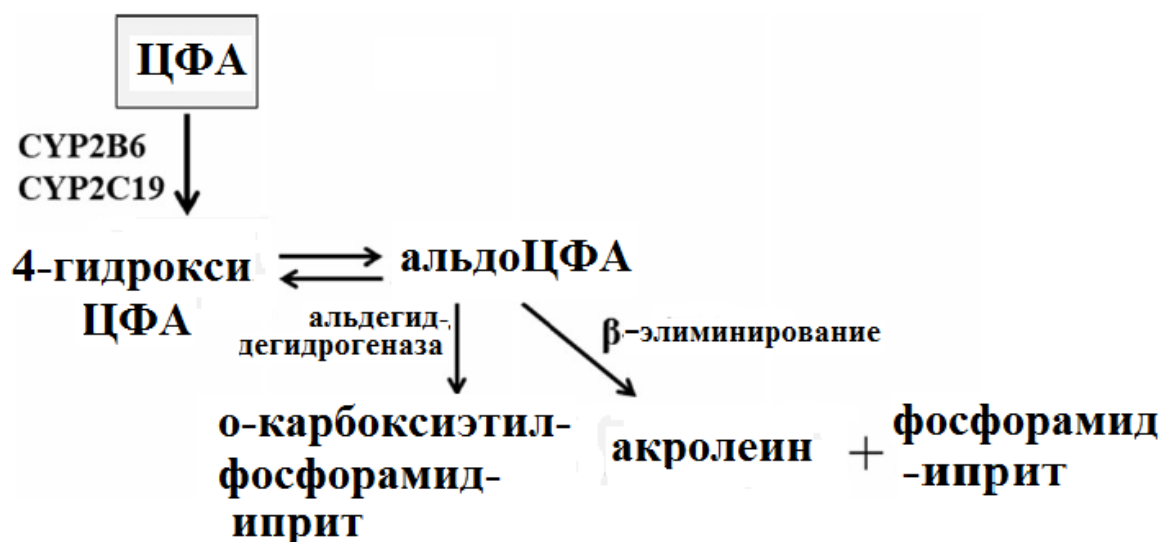 ЦФА
CYP2B6
CYP2C19
4-гидрокси
ЦФА
альдоЦФА
альдегид-
дегидрогеназа
β-элиминирование
о-карбоксиэтил-
фосфорамид-
иприт
акролеин
+
фосфорамид
-иприт